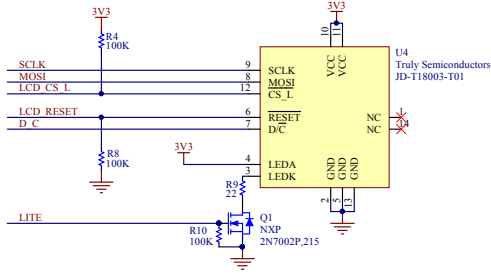 3V3
3V3
R4
100K
10
11
U4
Truly Semiconductors
JD-T18003-T01
VCC
VCC
SCLK
9
SCLK
MOSI
8
MOSI
LCD_CS_L
12
CS_L
LCD_RESET
6
RESET
NC
1
D_C
7
D/C
NC
14
R8
100K
3V3
4
LEDA
3
LEDK
GND
GND
GND
2
5
13
R9
22
LITE
Q1
NXP
2N7002P,215
R10
100K